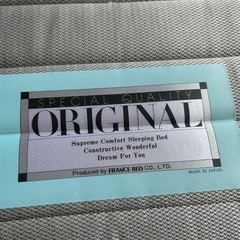 SPECIAL QUALITY
ORIGINAL
Supreme Comfort Sleeping Bed
Constructive Wonderful
Dream For You
Produced by FRANCE BED CO., LTD.
MADE IN JAPAN